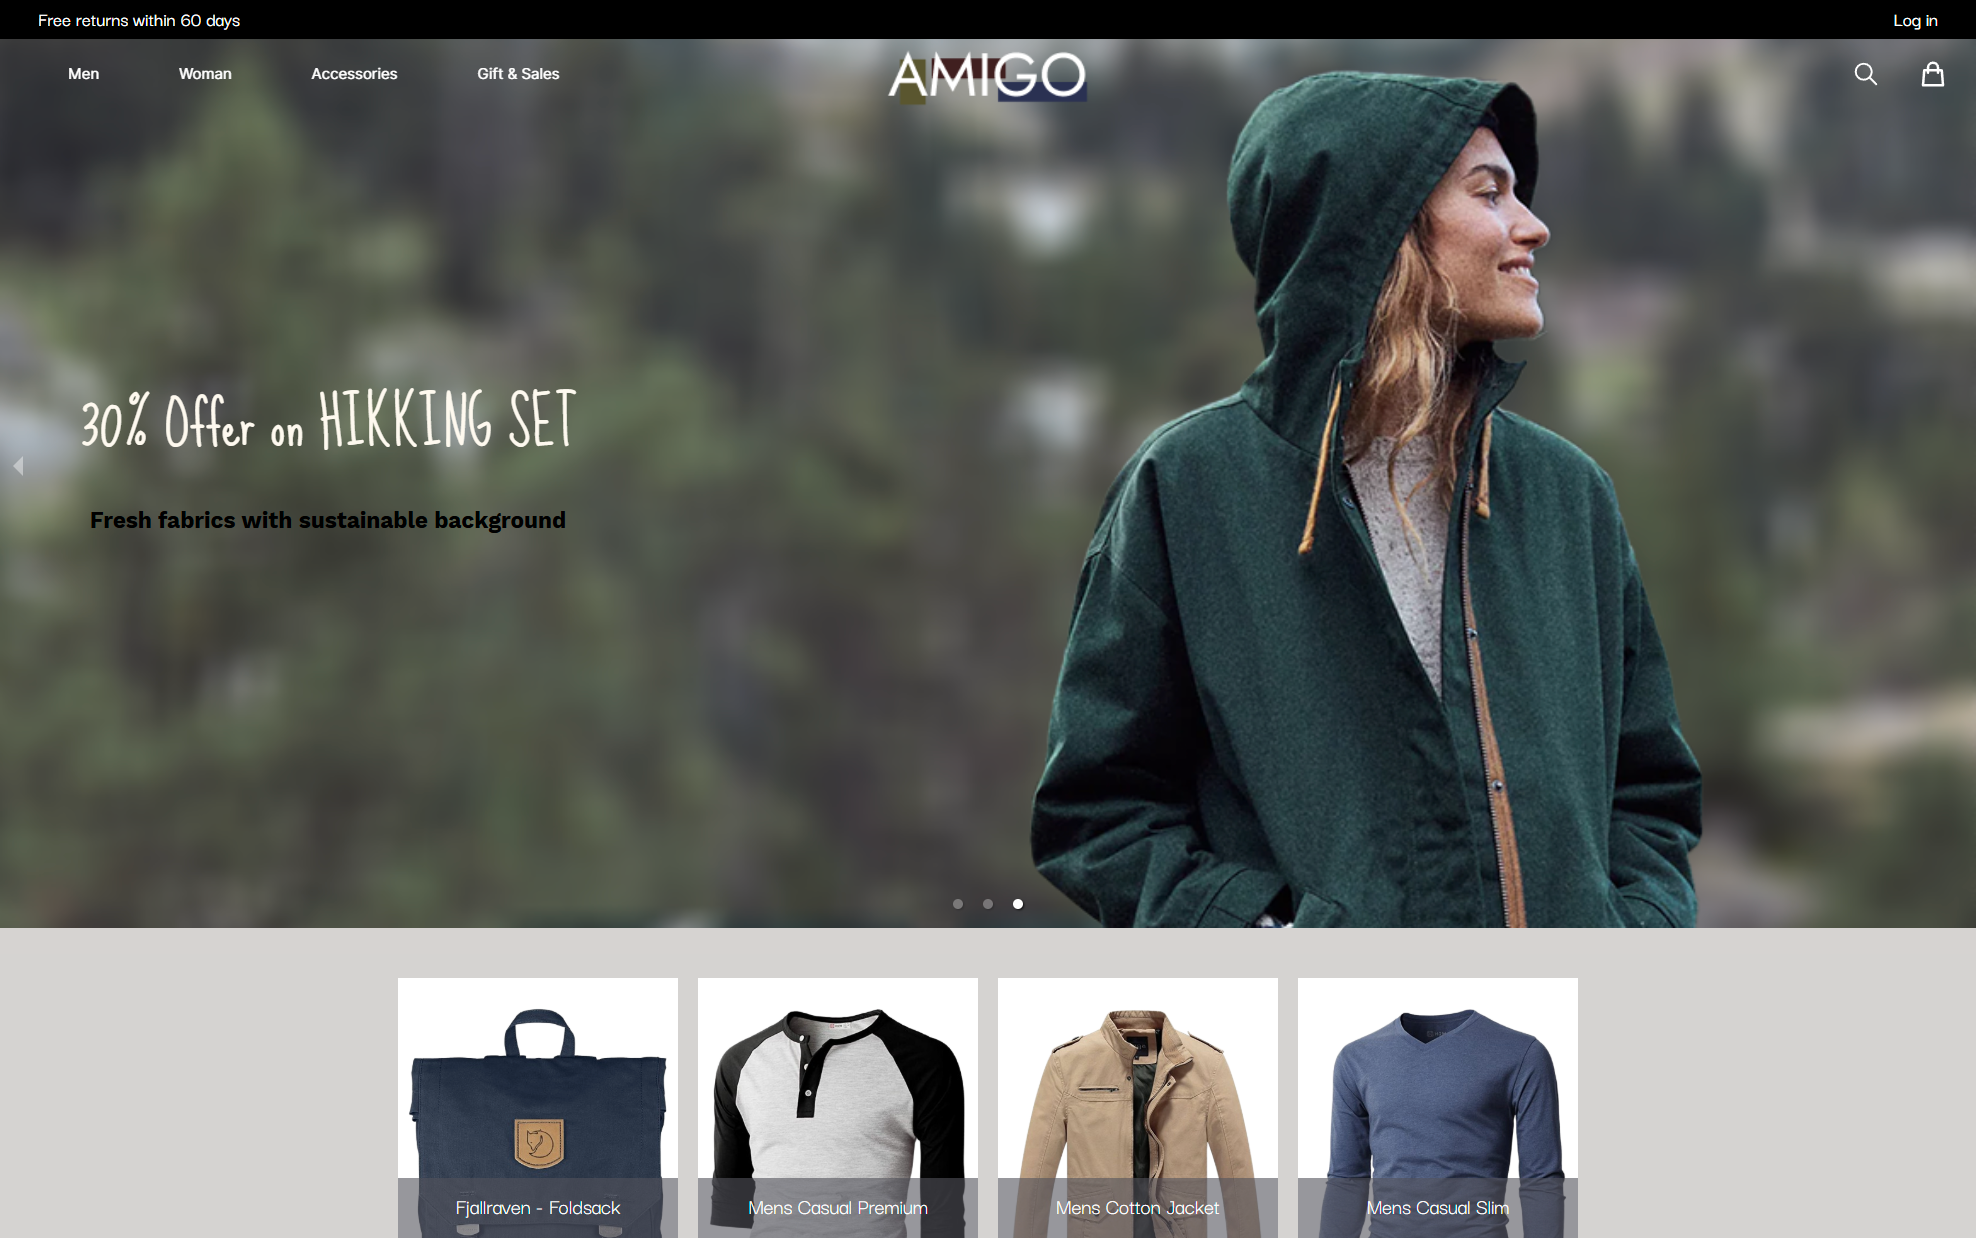 Free returns within 60 days
Log in
Men
Woman
Accessories
Gift & Sales
AMIGO
30% Offer on HIKKING SET
Fresh fabrics with sustainable background
Fjallraven - Foldsack
Mens Casual Premium
Mens Cotton Jacket
Mens Casual Slim